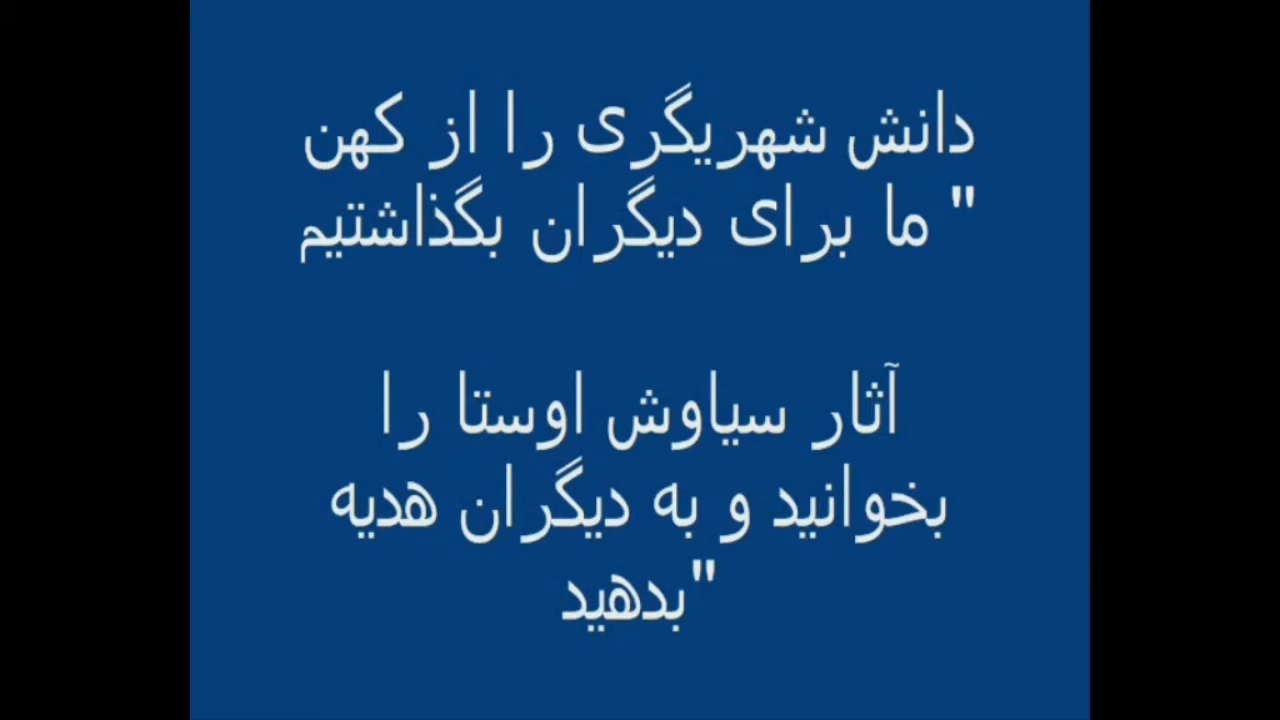 دانش شهریگری را از کهن
" ما برای دیگران بگذاشتیم
آثار سیاوش اوستا را
بخوانید و به دیگران هدیه
"بدهید